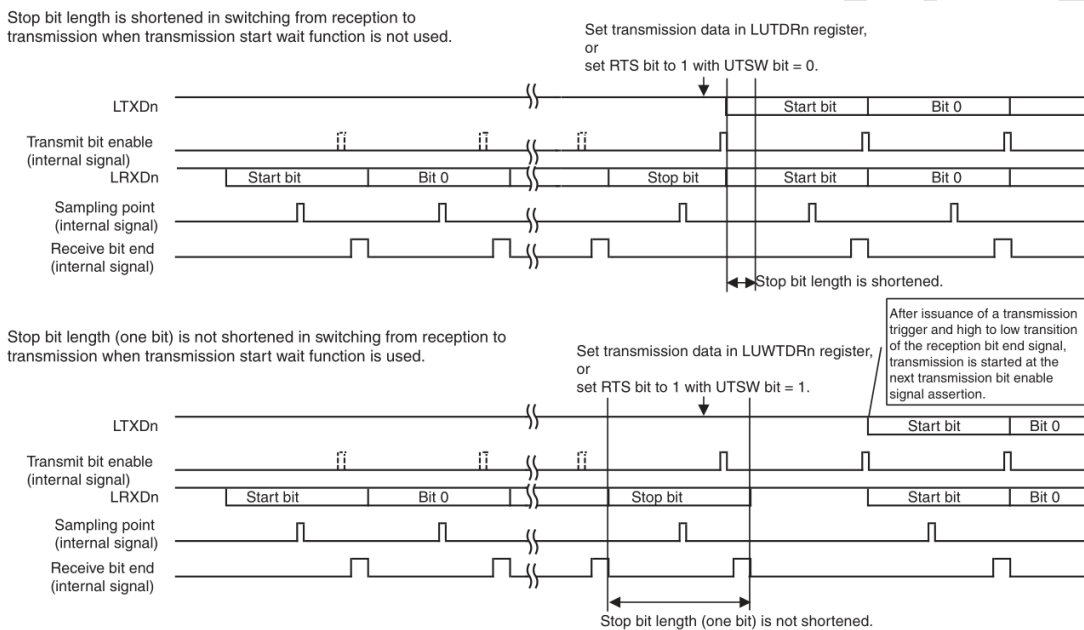 Stop bit length is shortened in switching from reception to
transmission when transmission start wait function is not used.
Set transmission data in LUTDRn register,
or
set RTS bit to 1 with UTSW bit = 0.
LTXDn
Start bit
Bit 0
Transmit bit enable
(internal signal)
LRXDn
Start bit
Bit 0
Stop bit
Start bit
Bit 0
Sampling point
(internal signal)
Receive bit end
(internal signal)
Stop bit length is shortened.
Stop bit length (one bit) is not shortened in switching from reception to
transmission when transmission start wait function is used.
Set transmission data in LUWTDRn register,
or
set RTS bit to 1 with UTSW bit = 1.
After issuance of a transmission
trigger and high to low transition
of the reception bit end signal,
transmission is started at the
next transmission bit enable
signal assertion.
LTXDn
Start bit
Bit 0
Transmit bit enable
(internal signal)
LRXDn
Start bit
Bit 0
Stop bit
Start bit
Bit 0
Sampling point
(internal signal)
Receive bit end
(internal signal)
Stop bit length (one bit) is not shortened.